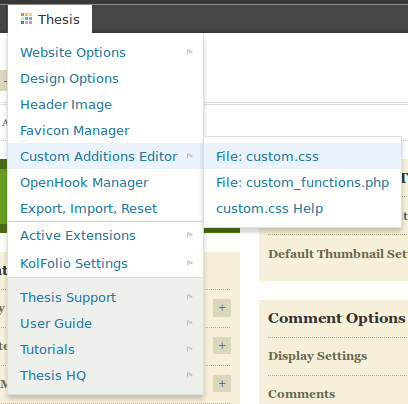 Thesis
Website Options
Design Options
Header Image
Favicon Manager
Custom Additions Editor
File: custom.css
OpenHook Manager
File: custom_functions.php
Export, Import, Reset
custom.css Help
Active Extensions
KolFolio Settings
Default Thumbnail Set
Thesis Support
User Guide
Comment Options
Tutorials
Display Settings
Thesis HQ
Comments